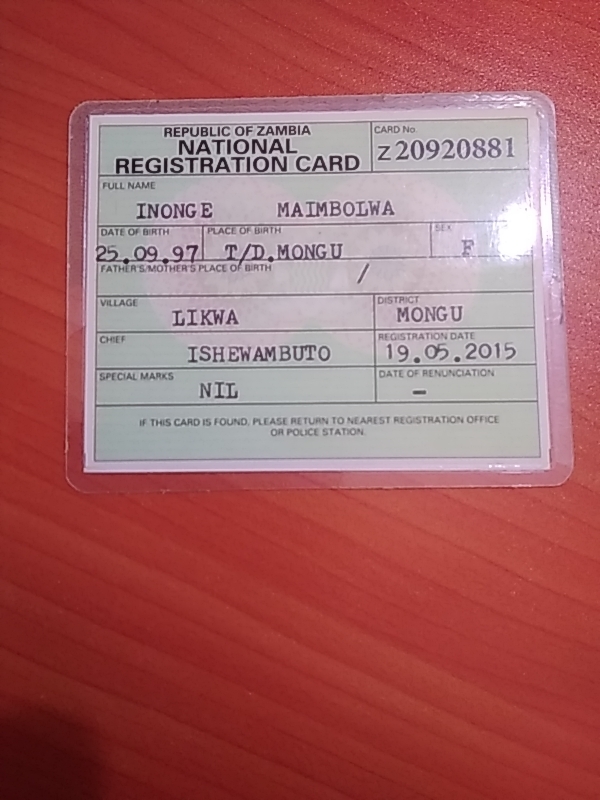 REPUBLIC OF ZAMBIA
NATIONAL
REGISTRATION CARD
CARD No.
Z20920881
FULL NAME
INONGE MAIMBOLWA
DATE OF BIRTH PLACE OF BIRTH SEX
25.09.97 T/D.MONGU F
FATHER'S/MOTHER'S PLACE OF BIRTH
/
VILLAGE DISTRICT
LIKWA MONGU
CHIEF REGISTRATION DATE
ISHEWAMBUTO 19.05.2015
SPECIAL MARKS DATE OF RENUNCIATION
NIL —
IF THIS CARD IS FOUND, PLEASE RETURN TO NEAREST REGISTRATION OFFICE
OR POLICE STATION.